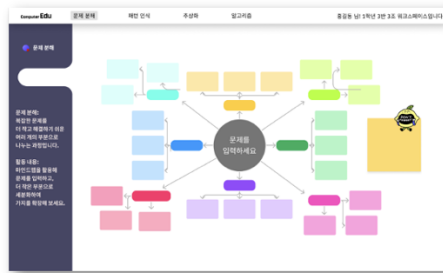 Computer Edu
문제 분해
패턴 인식
추상화
알고리즘
홍길동 님! 1학년 3반 3조 워크스페이스입니다
문제 분해
문제 분해:
복잡한 문제를
더 작고 해결하기 쉬운
여러 개의 부분으로
나누는 과정입니다.
활동 내용:
마인드맵을 활용해
문제를 입력하고,
더 작은 부분으로
세분화하여
가지를 확장해 보세요.
문제를
입력하세요